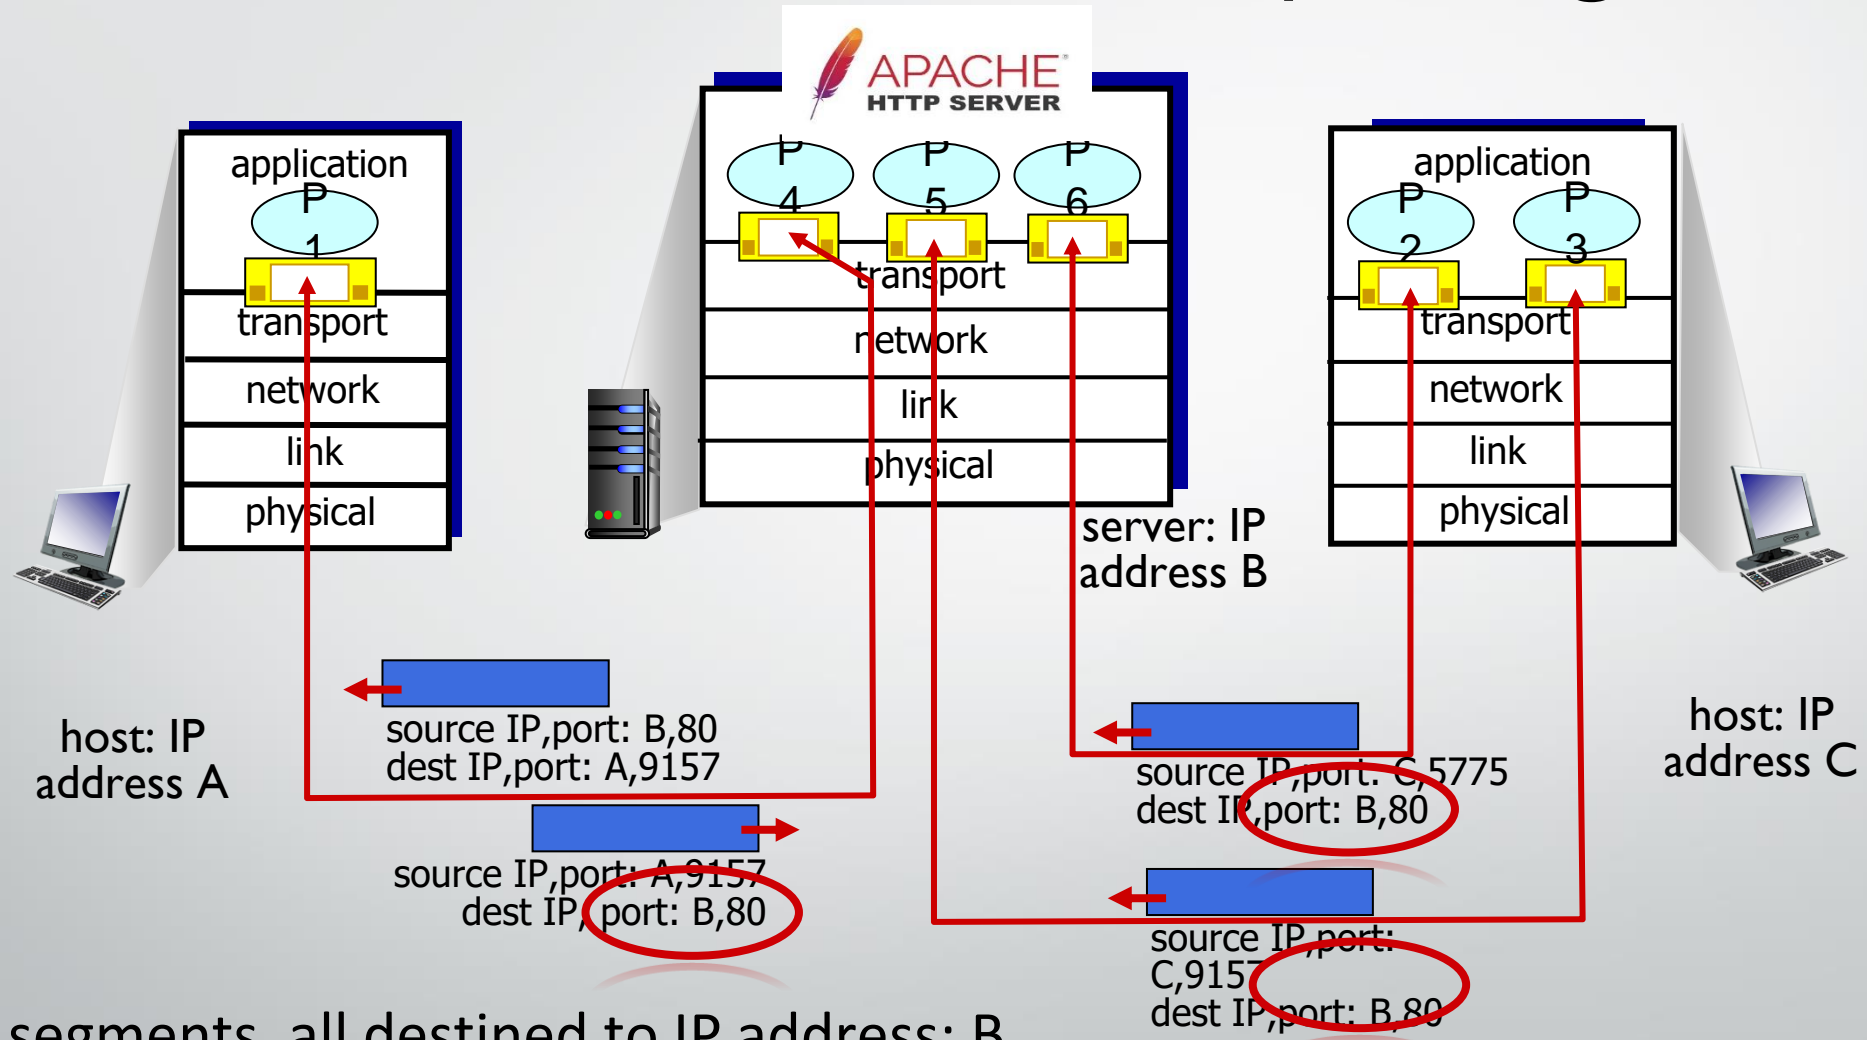 APACHE
HTTP SERVER
application
P
1
transport
network
link
physical
P
4
P
5
P
6
transport
network
link
physical
application
P
2
P
3
transport
network
link
physical
server: IP
address B
host: IP
address A
source IP,port: B,80
dest IP,port: A,9157
source IP,port: A,9157
dest IP, port: B,80
source IP,port: C,5775
dest IP,port: B,80
source IP,port:
C,9157
dest IP,port: B,80
host: IP
address C
segments, all destined to IP address: B